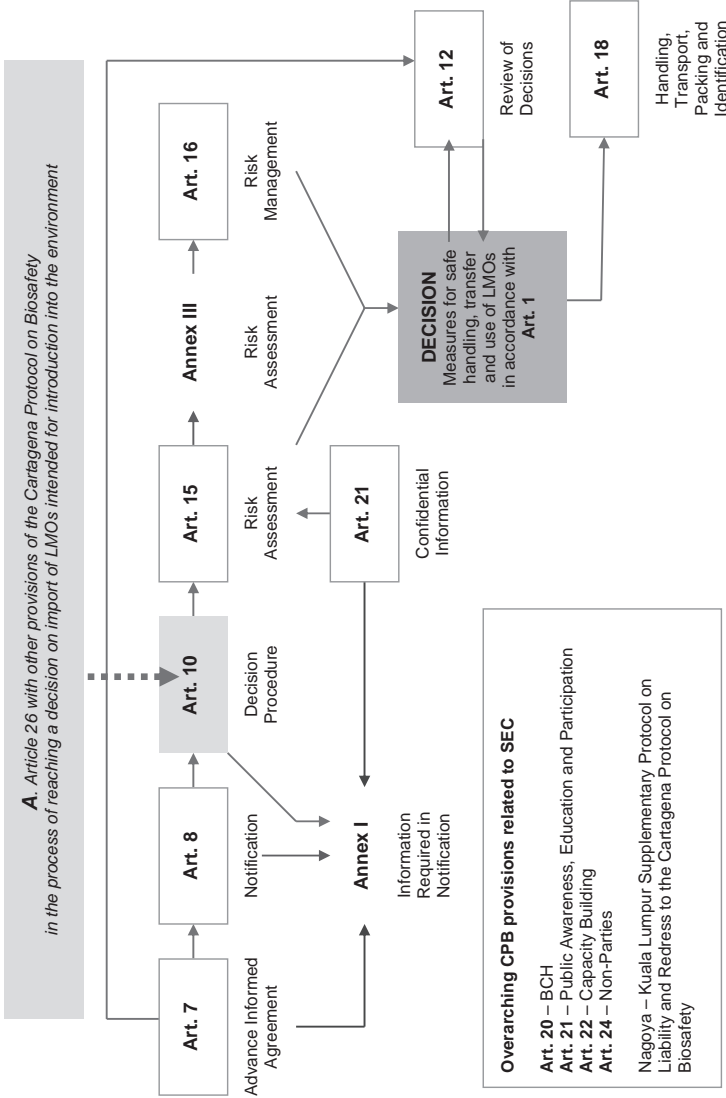 A. Article 26 with other provisions of the Cartagena Protocol on Biosafety
in the process of reaching a decision on import of LMOs intended for introduction into the environment
Art. 7
Advance Informed
Agreement
Art. 8
Notification
Art. 10
Decision
Procedure
Art. 15
Risk
Assessment
Annex III
Risk
Assessment
Art. 16
Risk
Management
Annex I
Information
Required in
Notification
Art. 21
Confidential
Information
DECISION
Measures for safe
handling, transfer
and use of LMOs
in accordance with
Art. 1
Art. 12
Review of
Decisions
Art. 18
Handling,
Transport,
Packing and
Identification
Overarching CPB provisions related to SEC
Art. 20 – BCH
Art. 21 – Public Awareness, Education and Participation
Art. 22 – Capacity Building
Art. 24 – Non-Parties
Nagoya – Kuala Lumpur Supplementary Protocol on
Liability and Redress to the Cartagena Protocol on
Biosafety